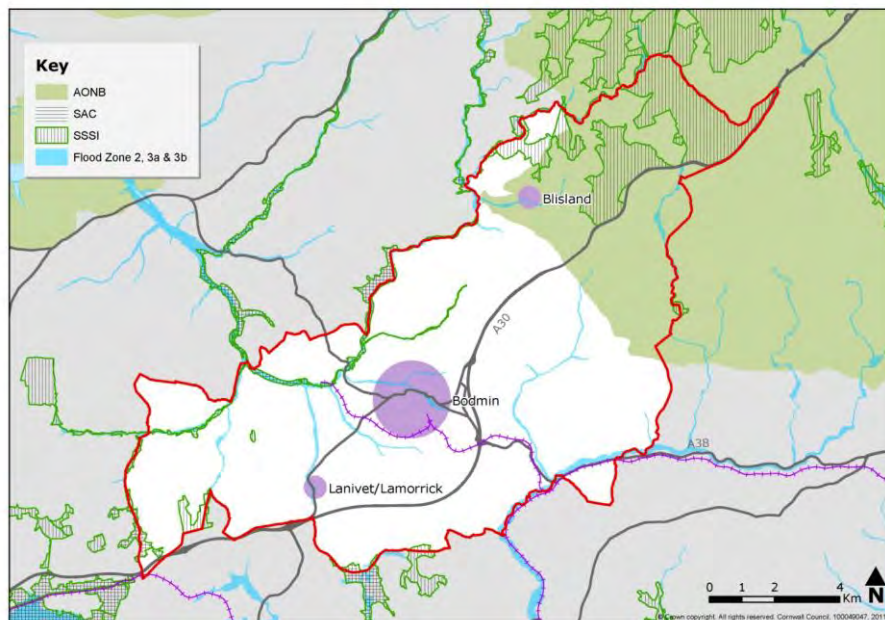 Key
AONB
SAC
SSSI
Flood Zone 2, 3a & 3b
Blisland
A30
Bodmin
A38
Lanivet/Lamorrick
0 1 2 4
Km
N
© Crown copyright. All rights reserved. Cornwall Council, 100049047, 2011